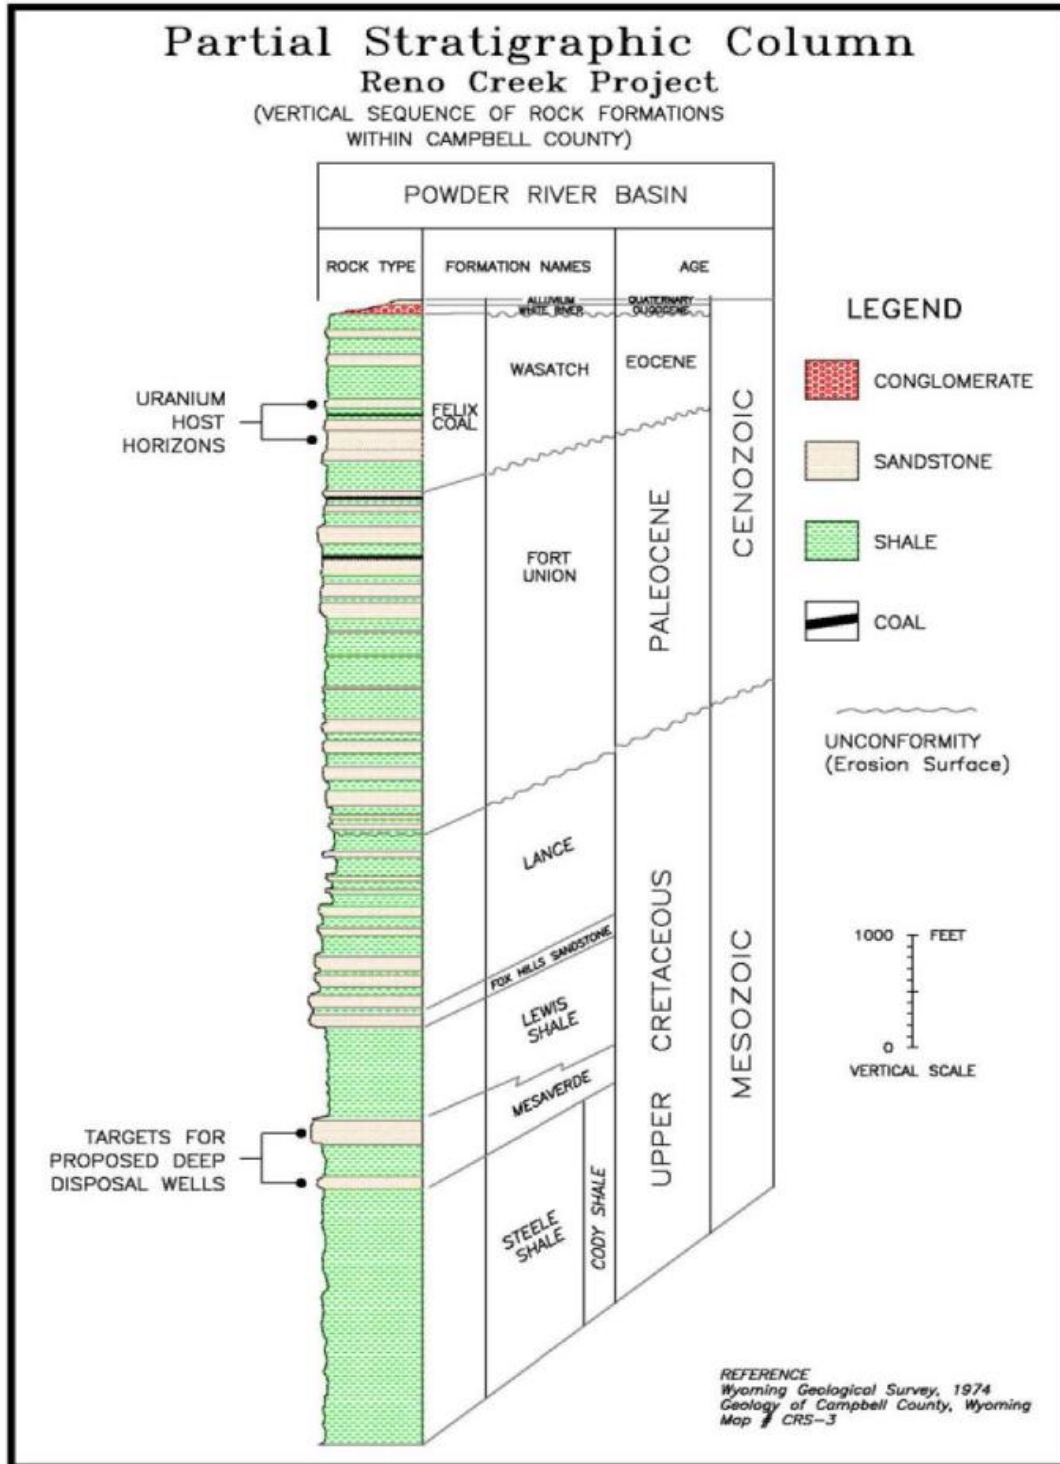 Partial Stratigraphic Column
Reno Creek Project
(VERTICAL SEQUENCE OF ROCK FORMATIONS
WITHIN CAMPBELL COUNTY)
POWDER RIVER BASIN
ROCK TYPE
FORMATION NAMES
AGE
ALLUVIUM
QUATERNARY
WHITE RIVER
OLIGOCENE
WASATCH
EOCENE
URANIUM
HOST
HORIZONS
FELIX
COAL
FORT
UNION
PALEOCENE
CENOZOIC
LANCE
FOX HILLS SANDSTONE
LEWIS
SHALE
MESAVERDE
UPPER CRETACEOUS
MESOZOIC
TARGETS FOR
PROPOSED DEEP
DISPOSAL WELLS
STEELE
SHALE
CODY SHALE
LEGEND
CONGLOMERATE
SANDSTONE
SHALE
COAL
UNCONFORMITY
(Erosion Surface)
1000 FEET
0
VERTICAL SCALE
REFERENCE
Wyoming Geological Survey, 1974
Geology of Campbell County, Wyoming
Map # CRS-3